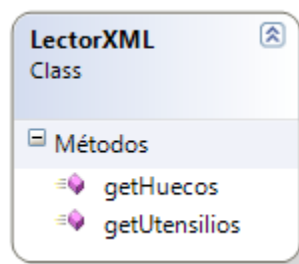 LectorXML
Class
Métodos
getHuecos
getUtensilios